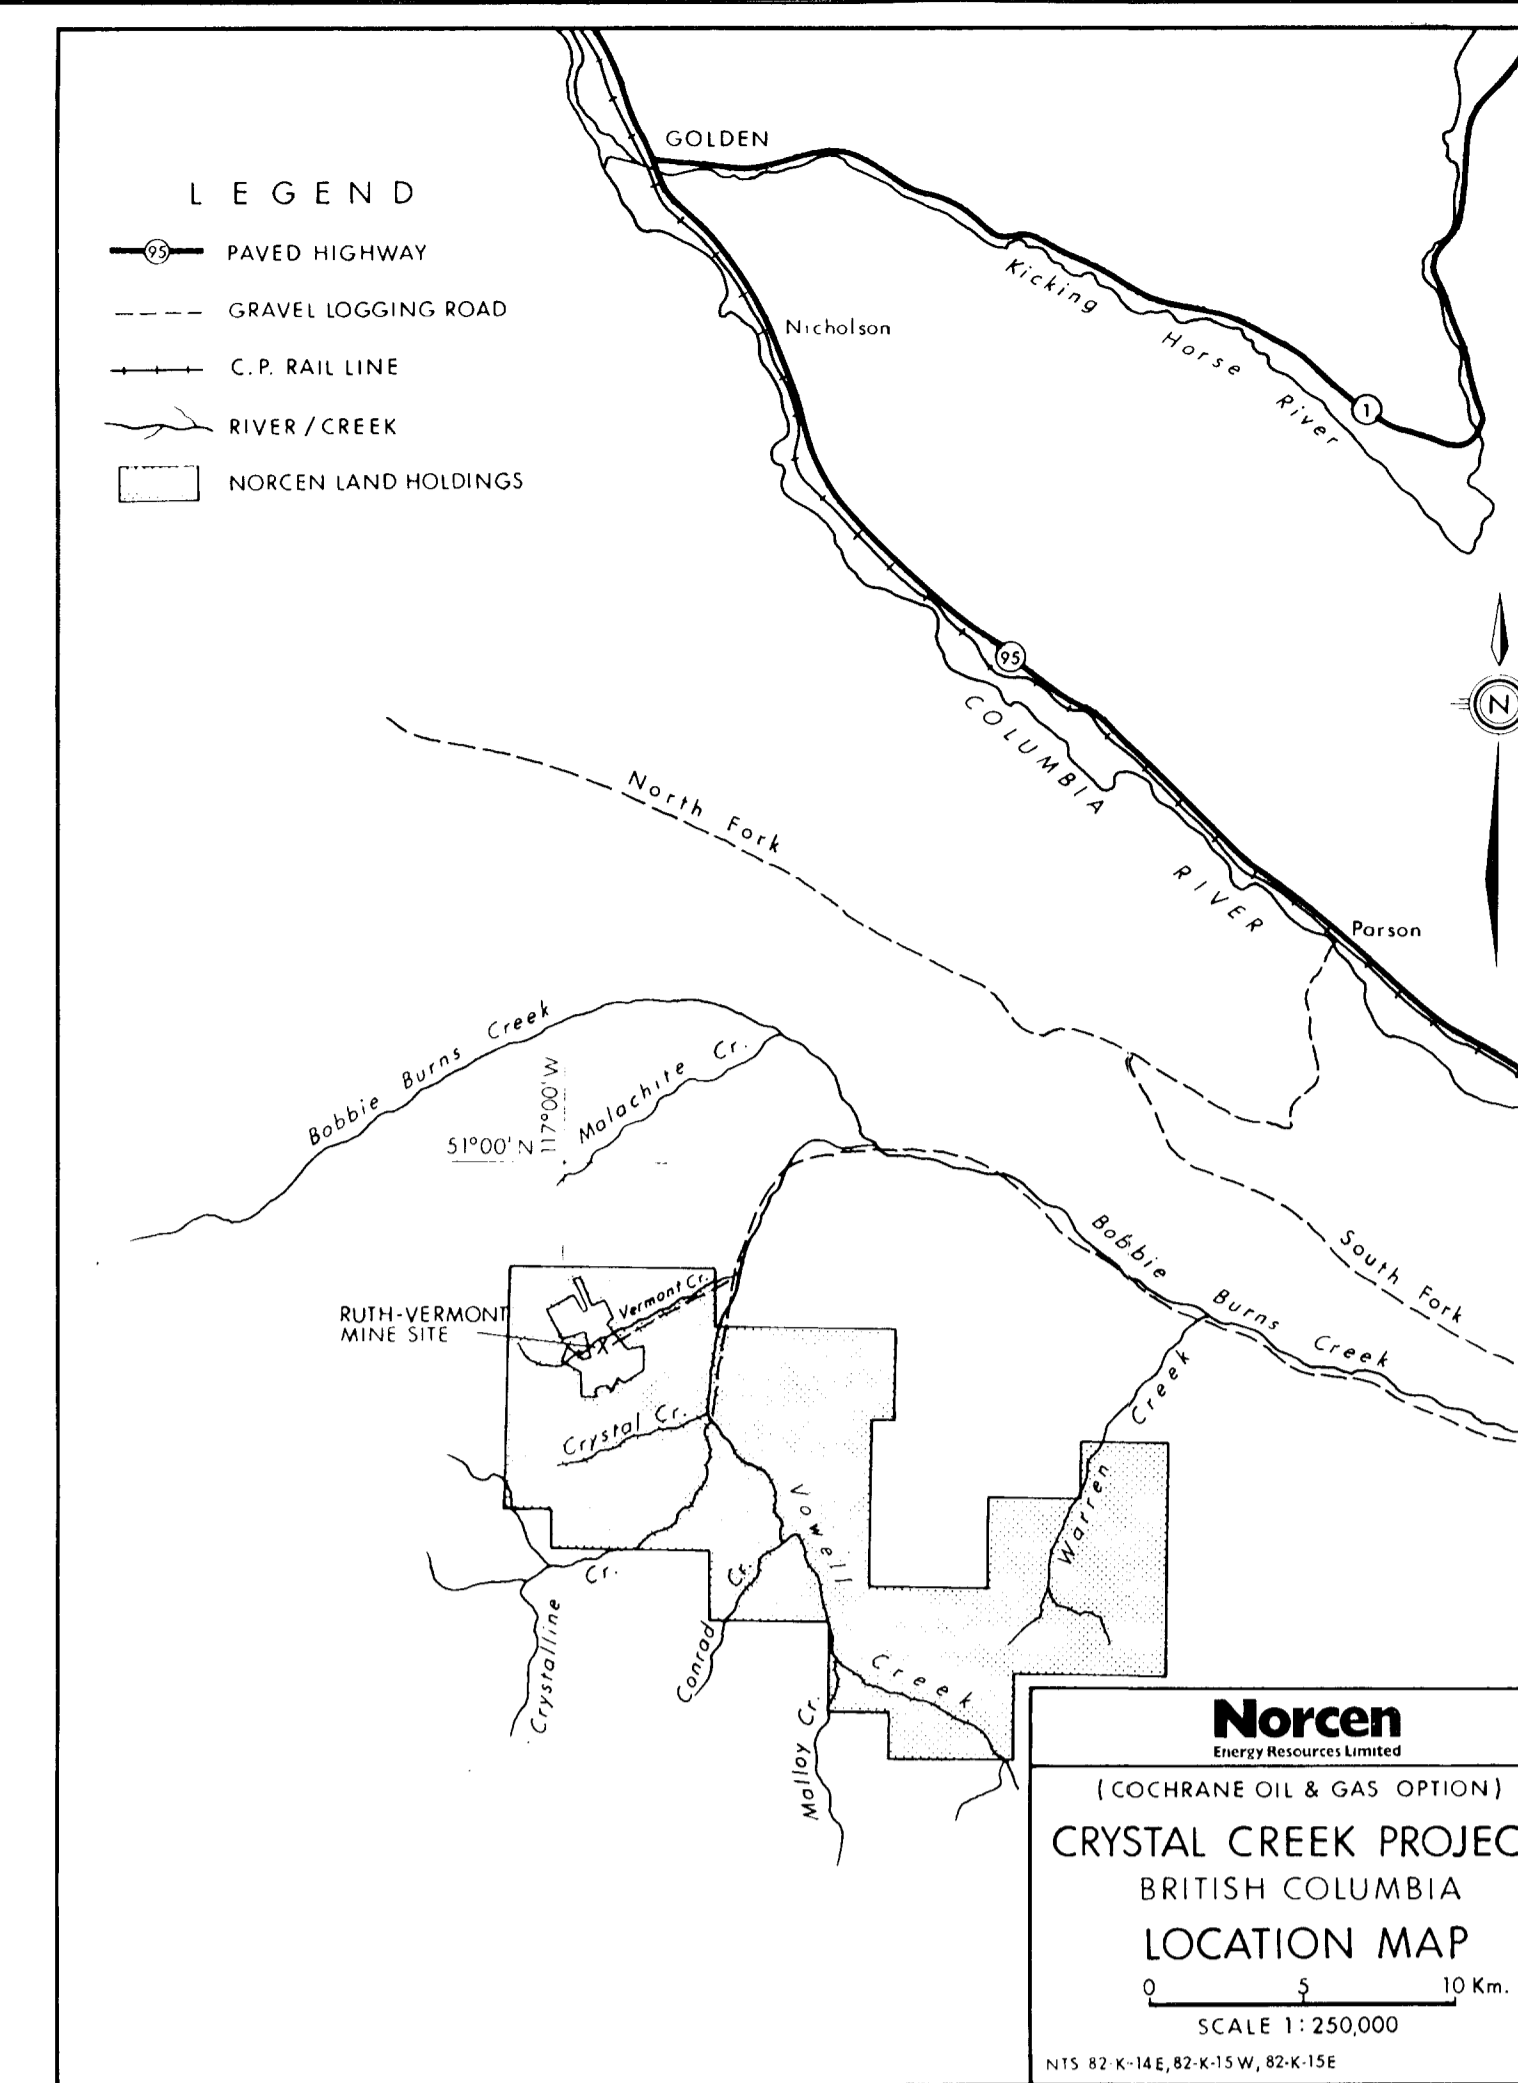 GOLDEN
LEGEND
95 PAVED HIGHWAY
GRAVEL LOGGING ROAD
C.P. RAIL LINE
RIVER / CREEK
NORCEN LAND HOLDINGS
Nicholson
Kicking Horse River
1
95
N
COLUMBIA RIVER
North Fork
Parson
Bobbie Burns Creek
Malachite Cr.
117°00'W
51°00'N
Bobbie Burns Creek
South Fork
RUTH-VERMONT
MINE SITE
Vermont Cr.
Crystal Cr.
Vowell Creek
Warren Creek
Crystalline Cr.
Conrad Cr.
Malloy Cr.
Norcen
Energy Resources Limited
(COCHRANE OIL & GAS OPTION)
CRYSTAL CREEK PROJEC
BRITISH COLUMBIA
LOCATION MAP
0 5 10 Km.
SCALE 1:250,000
NTS 82-K-14E, 82-K-15W, 82-K-15E